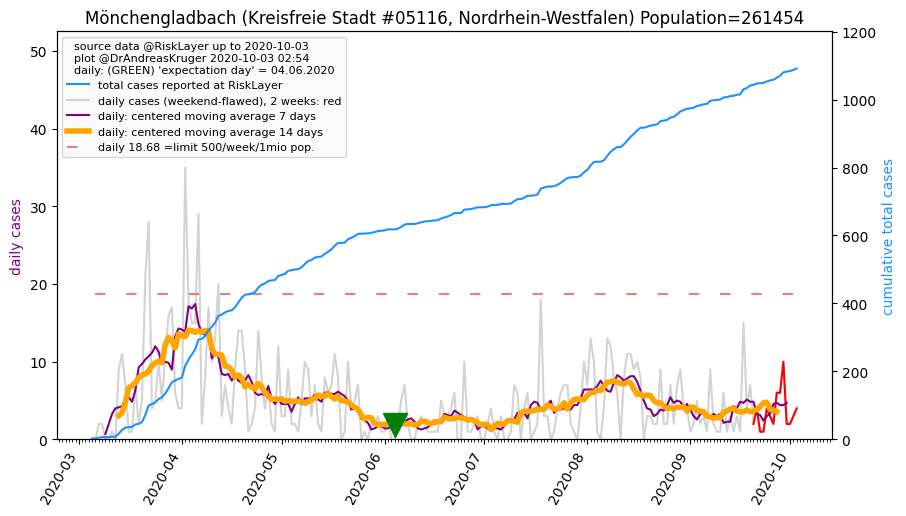 Mönchengladbach (Kreisfreie Stadt #05116, Nordrhein-Westfalen) Population=261454
source data @RiskLayer up to 2020-10-03
plot @DrAndreasKruger 2020-10-03 02:54
daily: (GREEN) 'expectation day' = 04.06.2020
total cases reported at RiskLayer
daily cases (weekend-flawed), 2 weeks: red
daily: centered moving average 7 days
daily: centered moving average 14 days
daily 18.68 =limit 500/week/1mio pop.
daily cases
50
40
30
20
10
0
cumulative total cases
1200
1000
800
600
400
200
0
2020-03
2020-04
2020-05
2020-06
2020-07
2020-08
2020-09
2020-10